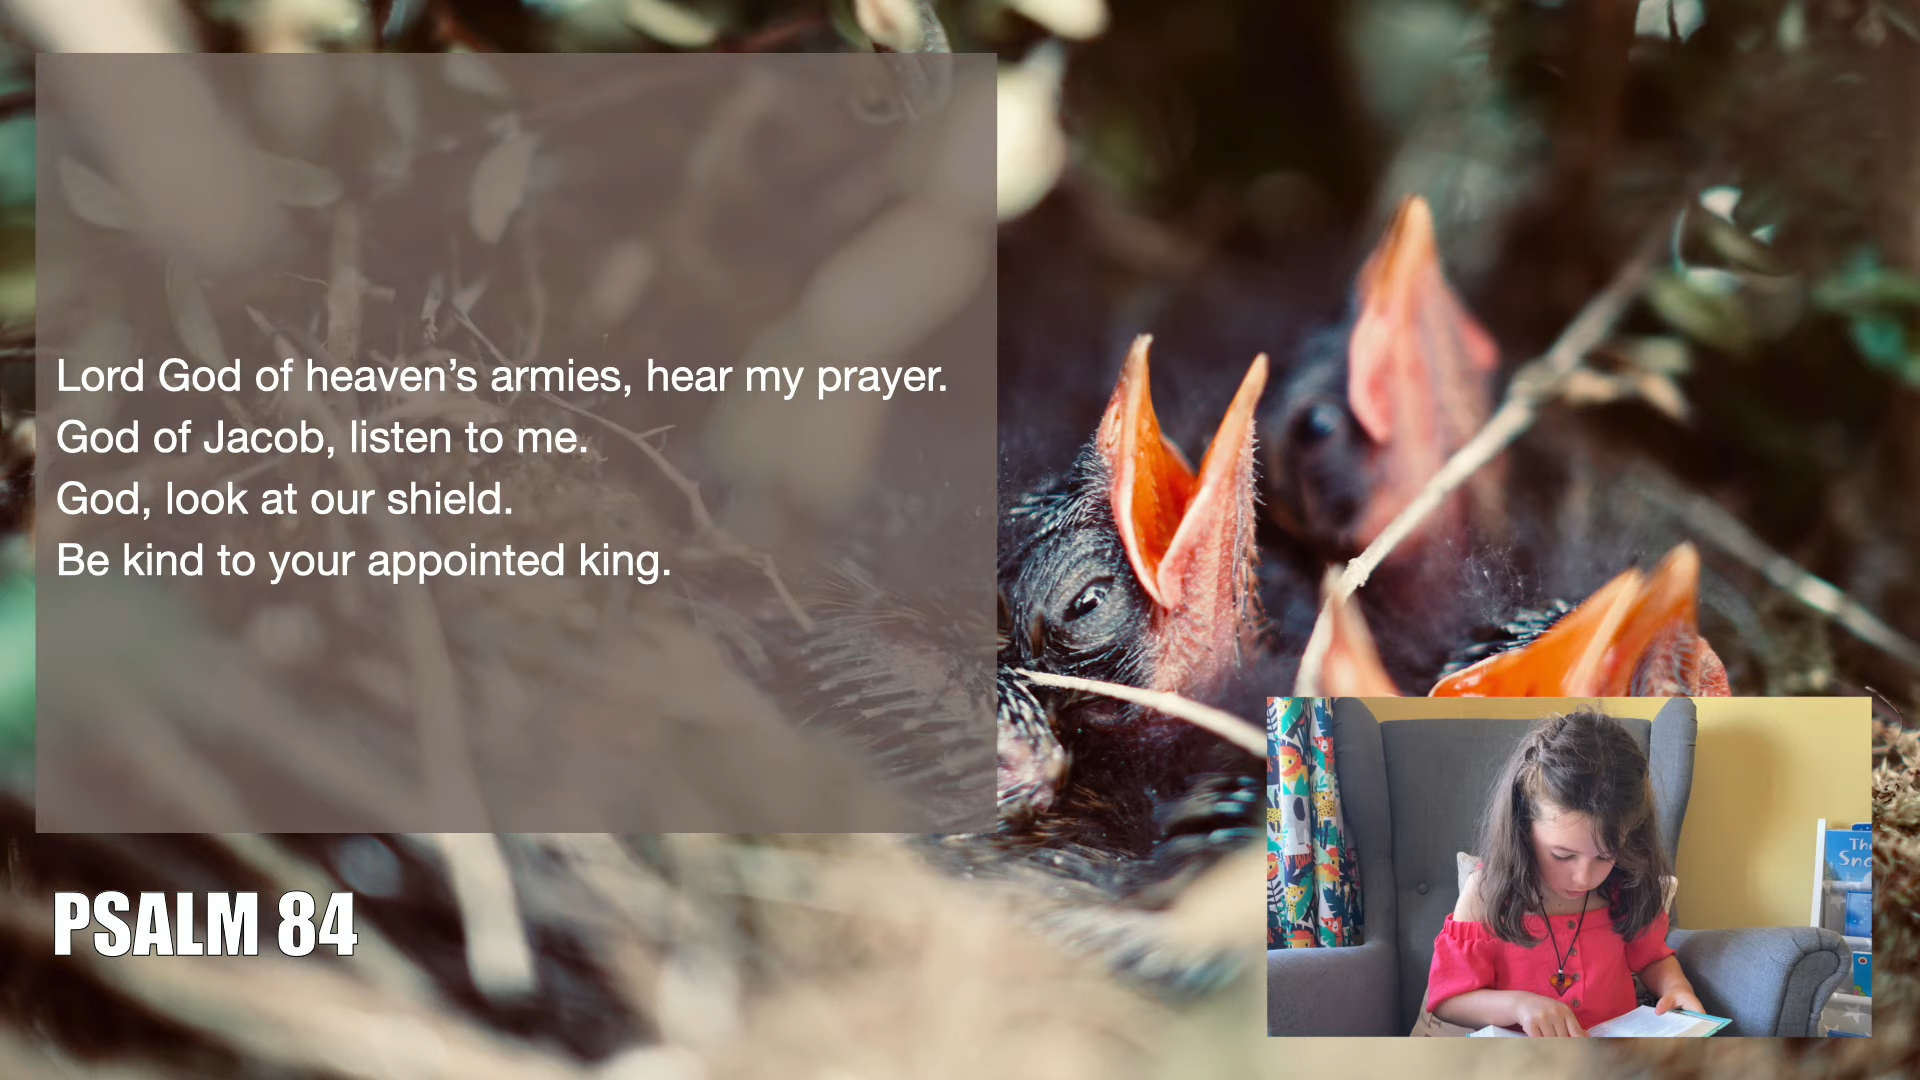 Lord God of heaven’s armies, hear my prayer.
God of Jacob, listen to me.
God, look at our shield.
Be kind to your appointed king.
PSALM 84